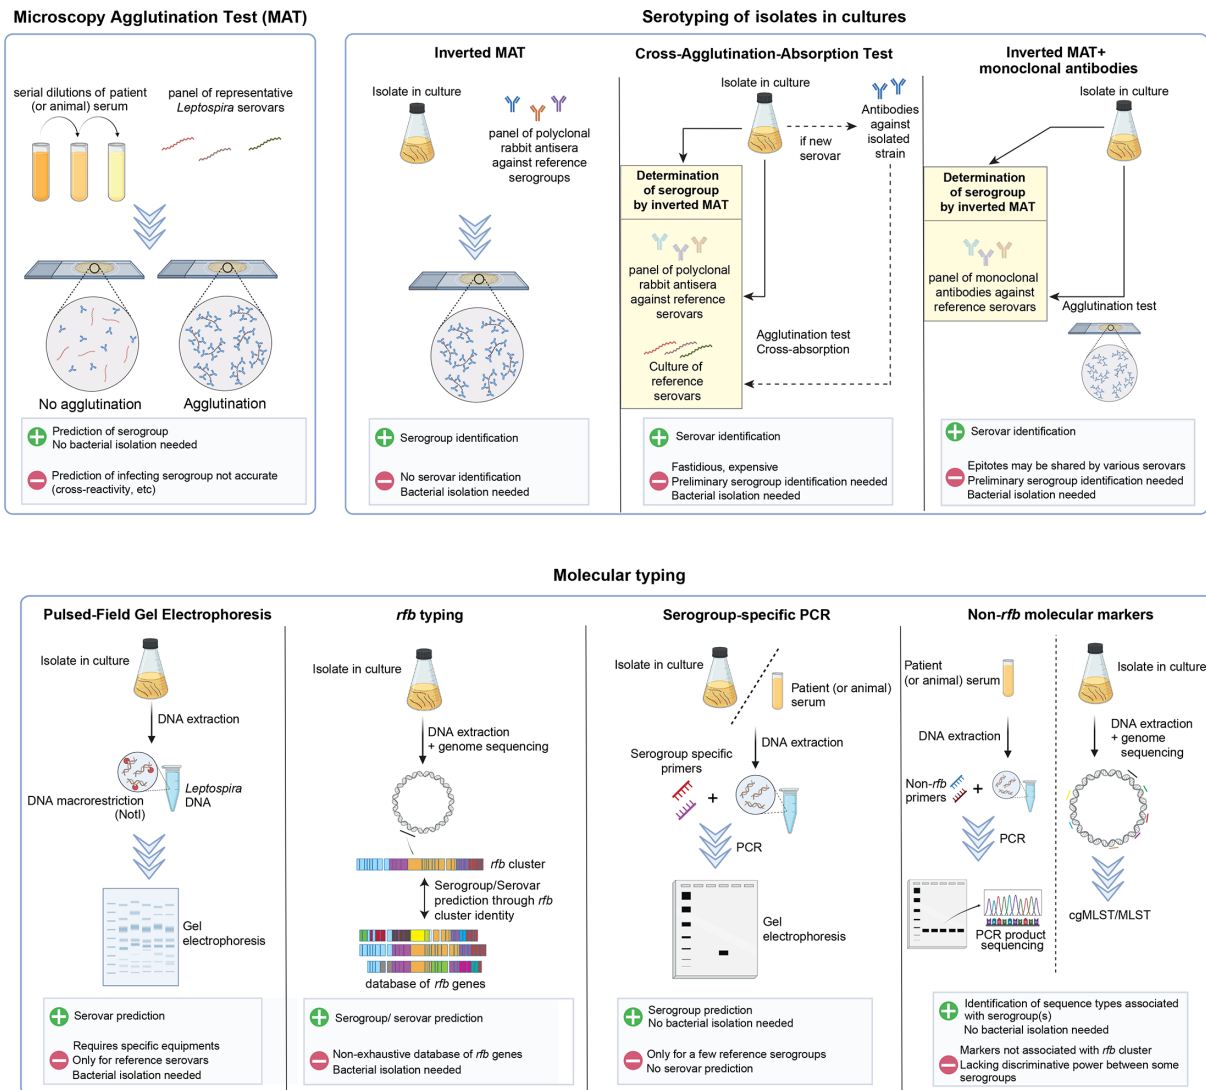 Microscopy Agglutination Test (MAT)
serial dilutions of patient
(or animal) serum
panel of representative
Leptospira serovars
No agglutination
Agglutination
Prediction of serogroup
No bacterial isolation needed
Prediction of infecting serogroup not accurate
(cross-reactivity, etc)
Serotyping of isolates in cultures
Inverted MAT
Isolate in culture
panel of polyclonal
rabbit antisera
against reference
serogroups
Serogroup identification
No serovar identification
Bacterial isolation needed
Cross-Agglutination-Absorption Test
Isolate in culture
if new
serovar
Antibodies
against
isolated
strain
Determination
of serogroup
by inverted MAT
panel of polyclonal
rabbit antisera
against reference
serovars
Culture of
reference
serovars
Agglutination test
Cross-absorption
Serovar identification
Fastidious, expensive
Preliminary serogroup identification needed
Bacterial isolation needed
Inverted MAT+
monoclonal antibodies
Isolate in culture
Determination
of serogroup
by inverted MAT
panel of monoclonal
antibodies against
reference serovars
Agglutination test
Serovar identification
Epitotes may be shared by various serovars
Preliminary serogroup identification needed
Bacterial isolation needed
Molecular typing
Pulsed-Field Gel Electrophoresis
Isolate in culture
DNA extraction
Leptospira
DNA
DNA macrorestriction
(NotI)
Gel
electrophoresis
Serovar prediction
Requires specific equipments
Only for reference serovars
Bacterial isolation needed
rfb typing
Isolate in culture
DNA extraction
+ genome sequencing
rfb cluster
Serogroup/Serovar
prediction through rfb
cluster identity
database of rfb genes
Serogroup/ serovar prediction
Non-exhaustive database of rfb genes
Bacterial isolation needed
Serogroup-specific PCR
Isolate in culture
Patient (or animal)
serum
DNA extraction
Serogroup specific
primers
+
PCR
Gel
electrophoresis
Serogroup prediction
No bacterial isolation needed
Only for a few reference serogroups
No serovar prediction
Non-rfb molecular markers
Patient
(or animal) serum
DNA extraction
Non-rfb
primers
+
PCR
PCR product
sequencing
Isolate in culture
DNA extraction
+ genome
sequencing
cgMLST/MLST
Identification of sequence types associated
with serogroup(s)
No bacterial isolation needed
Markers not associated with rfb cluster
Lacking discriminative power between some
serogroups